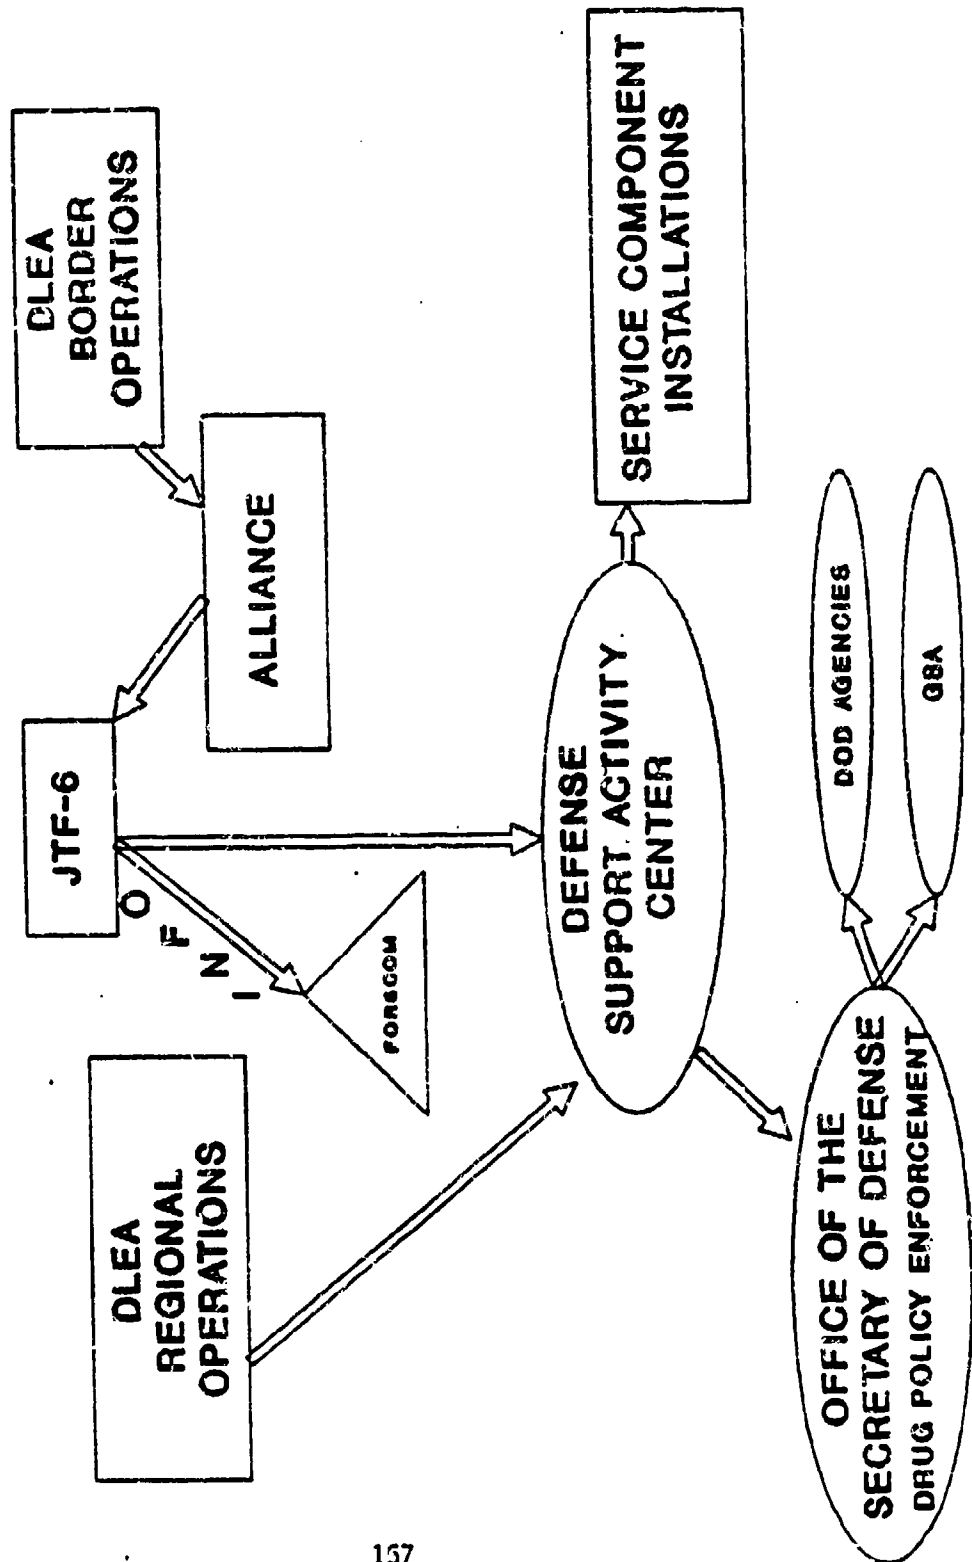 DLEA
REGIONAL
OPERATIONS
JTF-6
INFO
FORSCOM
DLEA
BORDER
OPERATIONS
ALLIANCE
DEFENSE
SUPPORT ACTIVITY
CENTER
SERVICE COMPONENT
INSTALLATIONS
OFFICE OF THE
SECRETARY OF DEFENSE
DRUG POLICY ENFORCEMENT
DOD AGENCIES
GSA
157